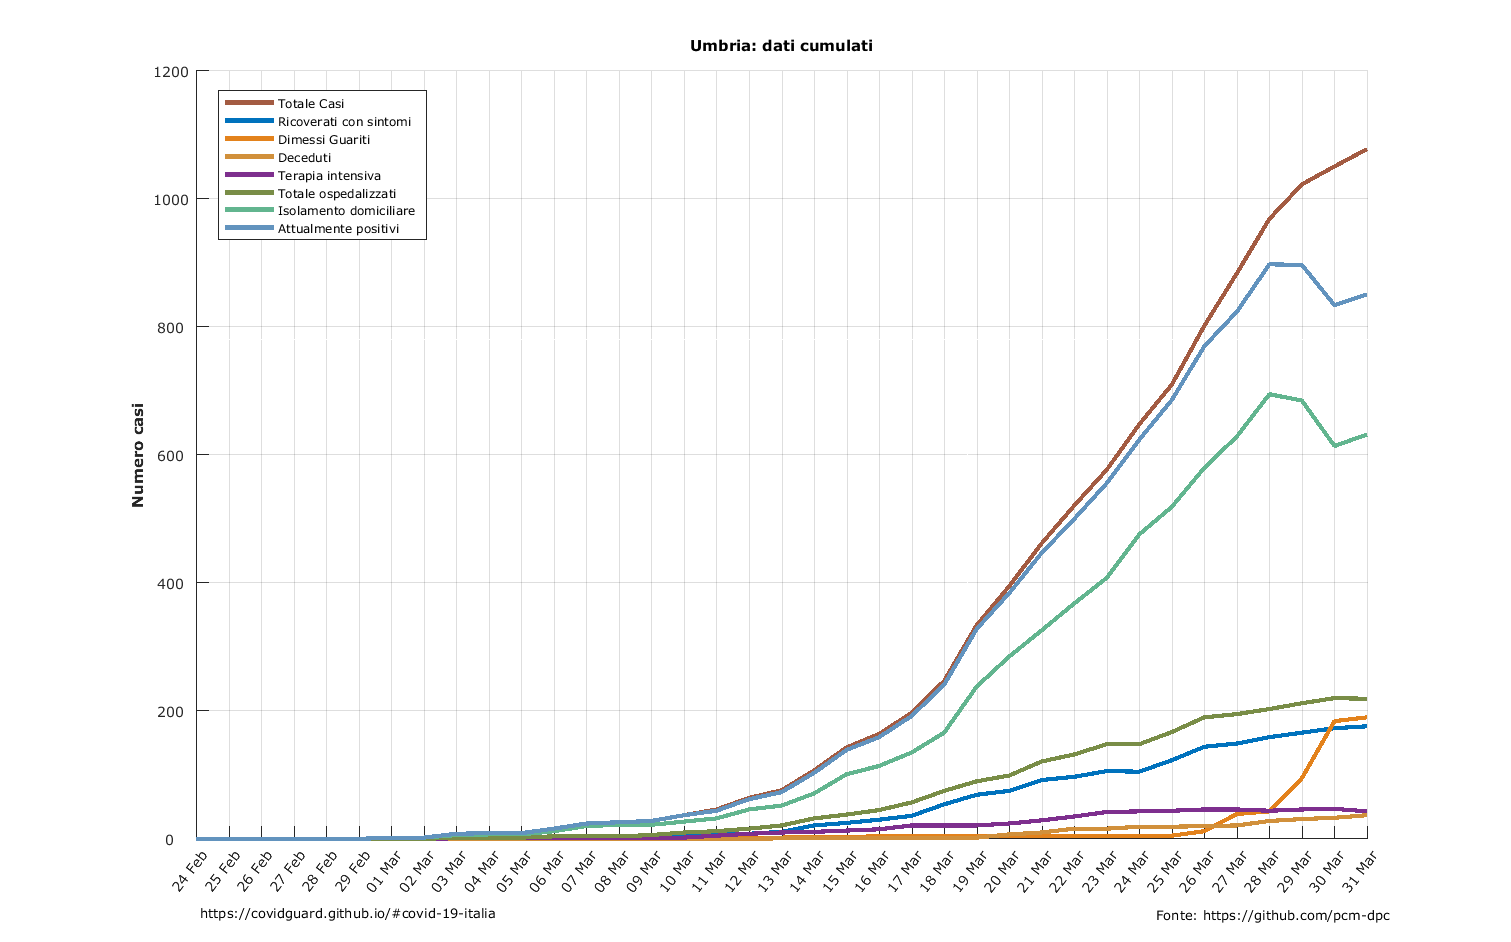 Umbria: dati cumulati
1200
1000
800
600
400
200
0
Numero casi
Totale Casi
Ricoverati con sintomi
Dimessi Guariti
Deceduti
Terapia intensiva
Totale ospedalizzati
Isolamento domiciliare
Attualmente positivi
24 Feb
25 Feb
26 Feb
27 Feb
28 Feb
29 Feb
01 Mar
02 Mar
03 Mar
04 Mar
05 Mar
06 Mar
07 Mar
08 Mar
09 Mar
10 Mar
11 Mar
12 Mar
13 Mar
14 Mar
15 Mar
16 Mar
17 Mar
18 Mar
19 Mar
20 Mar
21 Mar
22 Mar
23 Mar
24 Mar
25 Mar
26 Mar
27 Mar
28 Mar
29 Mar
30 Mar
31 Mar
https://covidguard.github.io/#covid-19-italia
Fonte: https://github.com/pcm-dpc